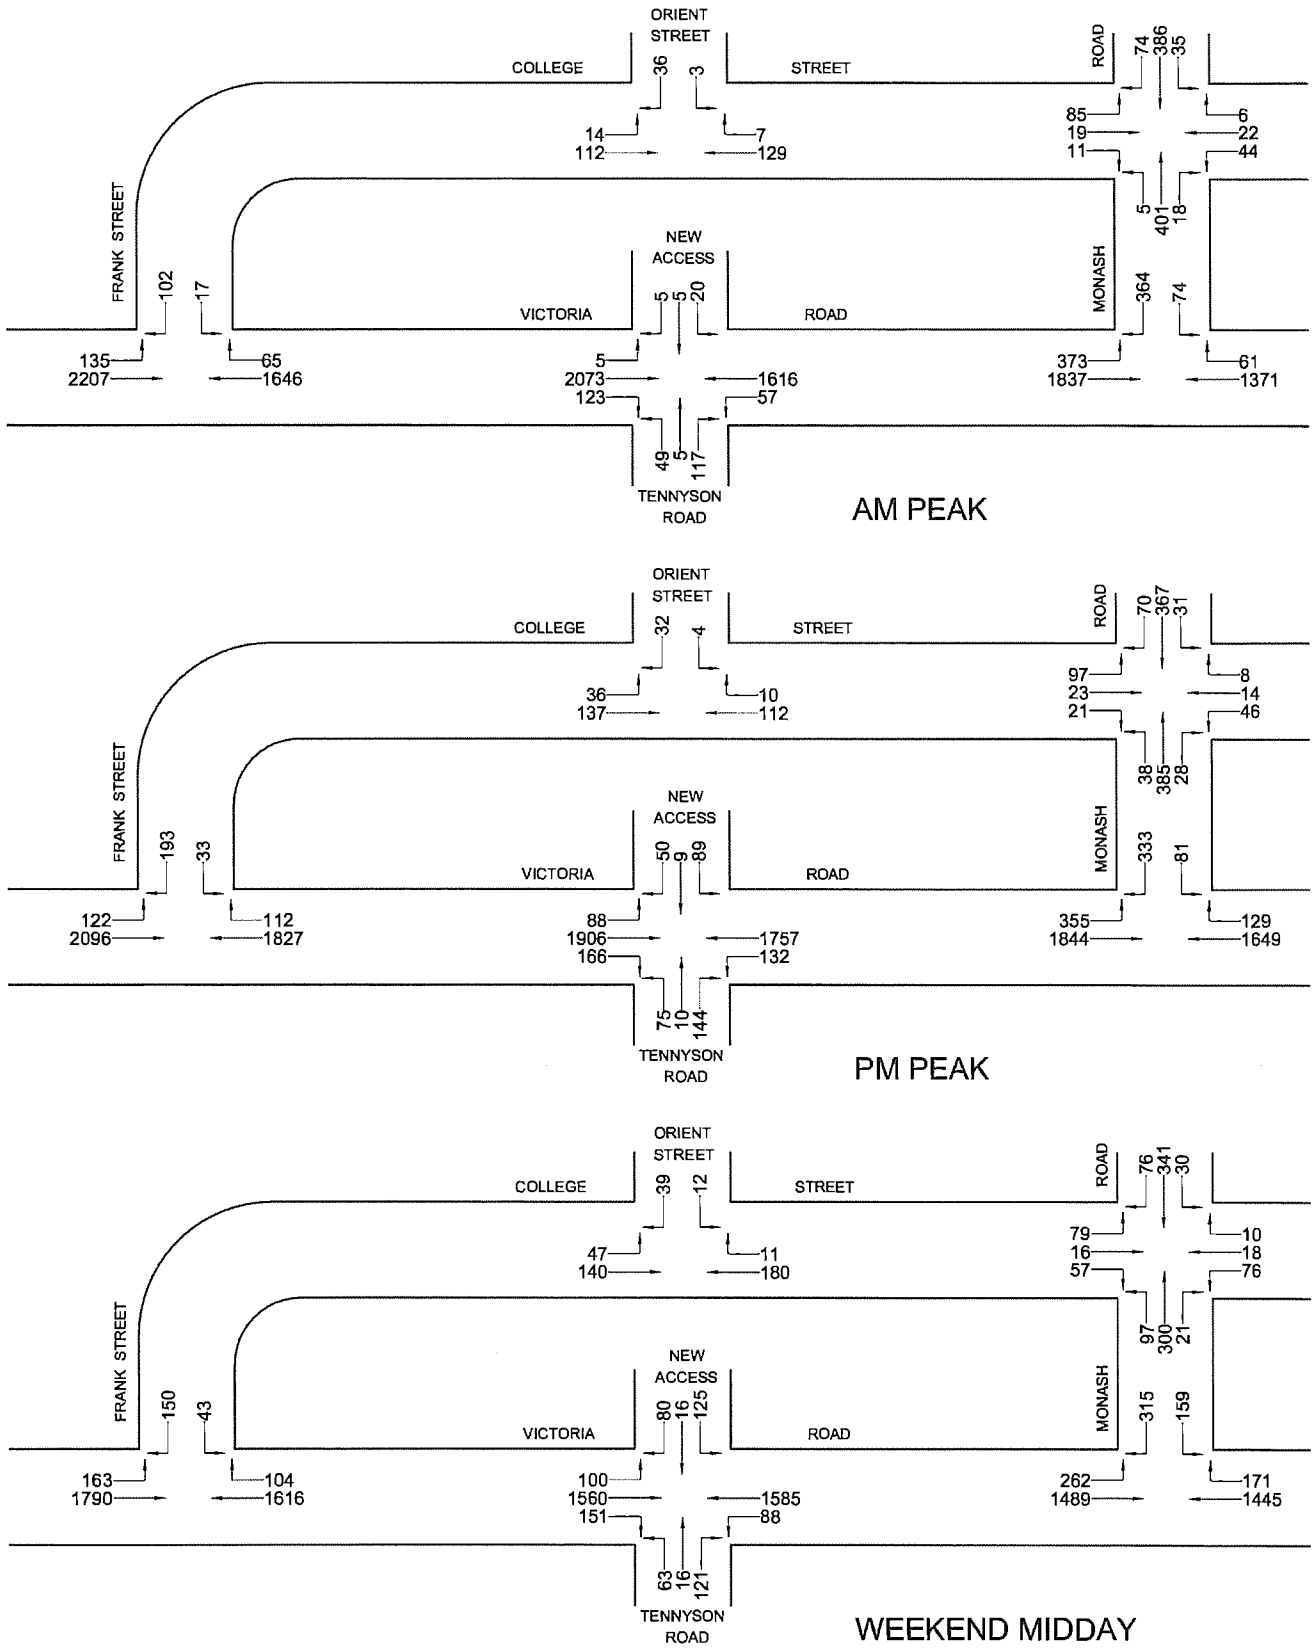 ORIENT
STREET
COLLEGE 36 3 STREET
ROAD 74 386 35
14 7
112 129
85 6
19 22
11 44
5 401 18
FRANK STREET
102 17
NEW
ACCESS
VICTORIA 5 5 20 ROAD
MONASH 364 74
135 65
2207 1646
5
2073 1616
123 57
373 61
1837 1371
49 5 117
TENNYSON
ROAD
AM PEAK
ORIENT
STREET
COLLEGE 32 4 STREET
ROAD 70 367 31
36 10
137 112
97 8
23 14
21 46
38 385 28
FRANK STREET
193 33
NEW
ACCESS
VICTORIA 50 9 89 ROAD
MONASH 333 81
122 112
2096 1827
88
1906 1757
166 132
355 129
1844 1649
75 10 144
TENNYSON
ROAD
PM PEAK
ORIENT
STREET
COLLEGE 39 12 STREET
ROAD 76 341 30
47 11
140 180
79 10
16 18
57 76
97 300 21
FRANK STREET
150 43
NEW
ACCESS
VICTORIA 80 16 125 ROAD
MONASH 315 159
163 104
1790 1616
100
1560 1585
151 88
262 171
1489 1445
63 16 121
TENNYSON
ROAD
WEEKEND MIDDAY